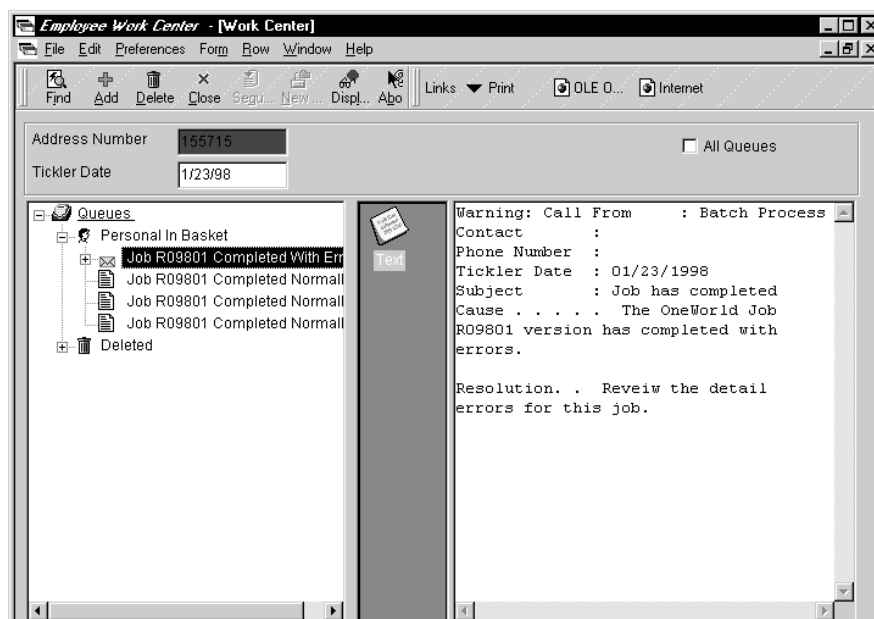 Employee Work Center - [Work Center]
File Edit Preferences Form Row Window Help
Find Add Delete Close Sequ... New ... Displ... Abo Links Print OLE O... Internet
Address Number 155715 All Queues
Tickler Date 1/23/98
Queues
Personal In Basket
Job R09801 Completed With Err
Job R09801 Completed Normall
Job R09801 Completed Normall
Job R09801 Completed Normall
Deleted
Text
Warning: Call From : Batch Process
Contact :
Phone Number :
Tickler Date : 01/23/1998
Subject : Job has completed
Cause . . . . . The OneWorld Job
R09801 version has completed with
errors.
Resolution. . Reveiw the detail
errors for this job.